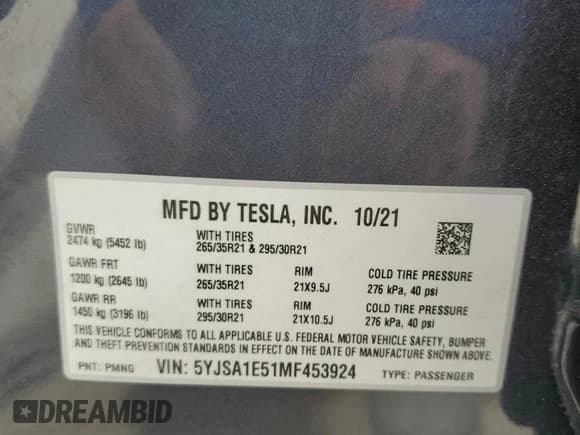 MFD BY TESLA, INC. 10/21
GVWR
2474 kg (5452 lb)
WITH TIRES
265/35R21 & 295/30R21
GAWR FRT
1200 kg (2645 lb)
WITH TIRES
265/35R21
RIM
21X9.5J
COLD TIRE PRESSURE
276 kPa, 40 psi
GAWR RR
1450 kg (3196 lb)
WITH TIRES
295/30R21
RIM
21X10.5J
COLD TIRE PRESSURE
276 kPa, 40 psi
THIS VEHICLE CONFORMS TO ALL APPLICABLE U.S. FEDERAL MOTOR VEHICLE SAFETY, BUMPER
AND THEFT PREVENTION STANDARDS IN EFFECT ON THE DATE OF MANUFACTURE SHOWN ABOVE.
PNT: PMNG VIN: 5YJSA1E51MF453924 TYPE: PASSENGER
DREAMBID